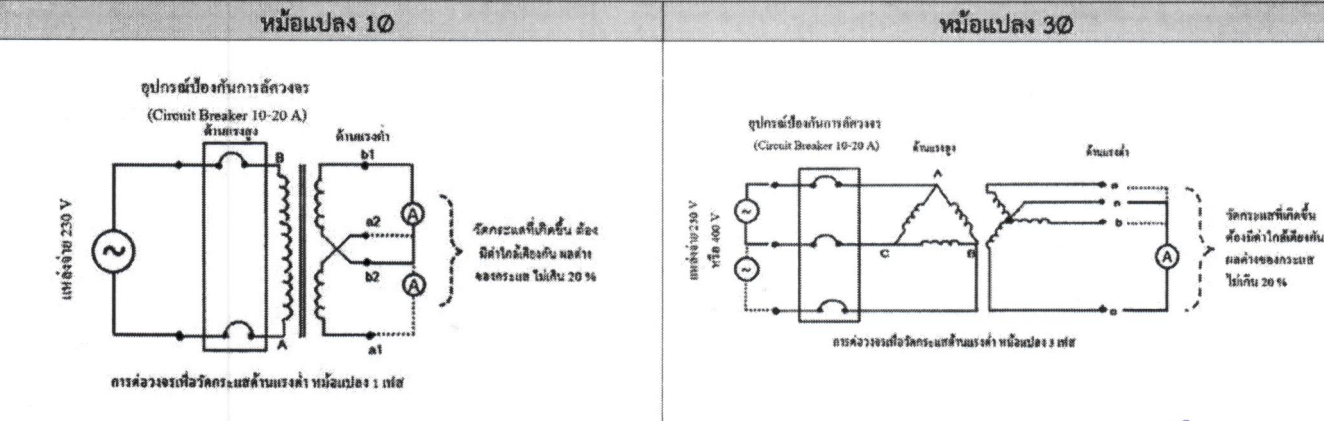 หม้อแปลง 1Ø
อุปกรณ์ป้องกันการลัดวงจร
(Circuit Breaker 10-20 A)
ด้านแรงสูง
ด้านแรงต่ำ
b1
B
A
a2
b2
A
A
a1
แหล่งจ่าย 230 V
วัดกระแสที่เกิดขึ้น ต้อง
มีค่าใกล้เคียงกัน ผลต่าง
ของกระแส ไม่เกิน 20 %
การต่อวงจรเพื่อวัดกระแสด้านแรงต่ำ หม้อแปลง 1 เฟส
หม้อแปลง 3Ø
อุปกรณ์ป้องกันการลัดวงจร
(Circuit Breaker 10-20 A)
ด้านแรงสูง
ด้านแรงต่ำ
A
C
B
a
n
b
c
A
แหล่งจ่าย 230 V
หรือ 400 V
วัดกระแสที่เกิดขึ้น
ต้องมีค่าใกล้เคียงกัน
ผลต่างของกระแส
ไม่เกิน 20 %
การต่อวงจรเพื่อวัดกระแสด้านแรงต่ำ หม้อแปลง 3 เฟส